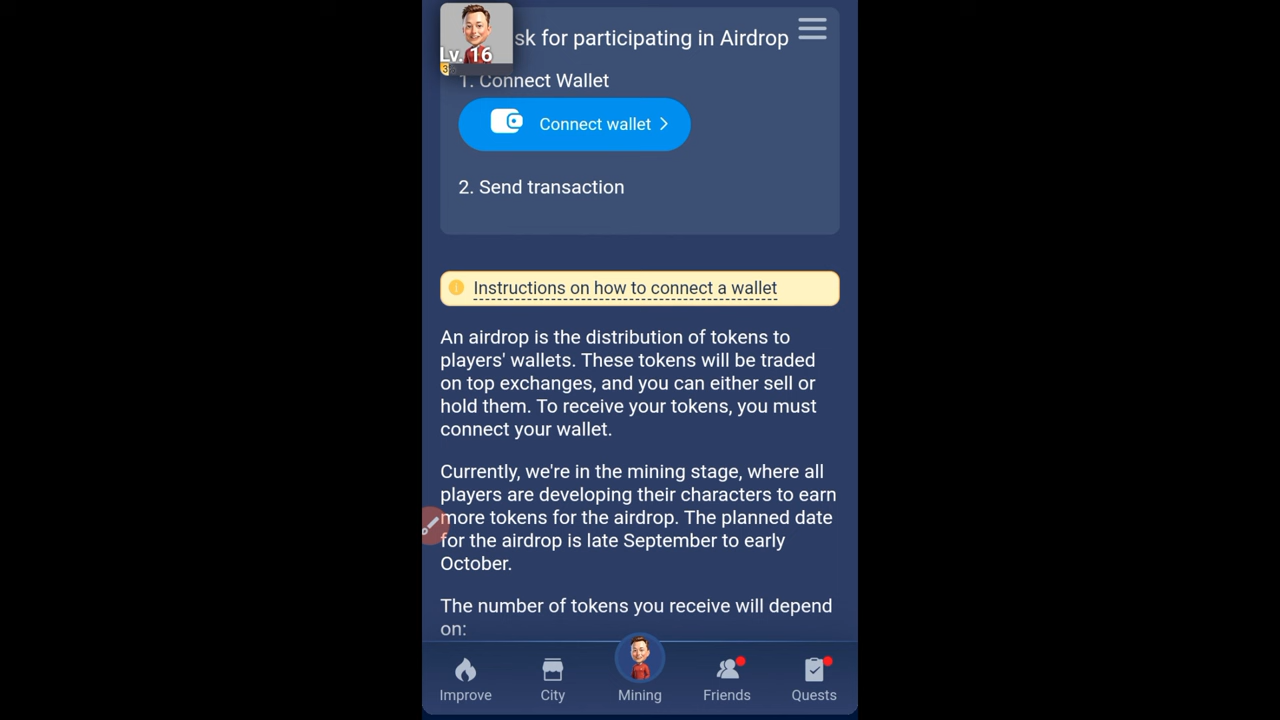 sk for participating in Airdrop
Lv. 16
1. Connect Wallet
Connect wallet
2. Send transaction
Instructions on how to connect a wallet
An airdrop is the distribution of tokens to
players' wallets. These tokens will be traded
on top exchanges, and you can either sell or
hold them. To receive your tokens, you must
connect your wallet.
Currently, we're in the mining stage, where all
players are developing their characters to earn
more tokens for the airdrop. The planned date
for the airdrop is late September to early
October.
The number of tokens you receive will depend
on:
Improve
City
Mining
Friends
Quests